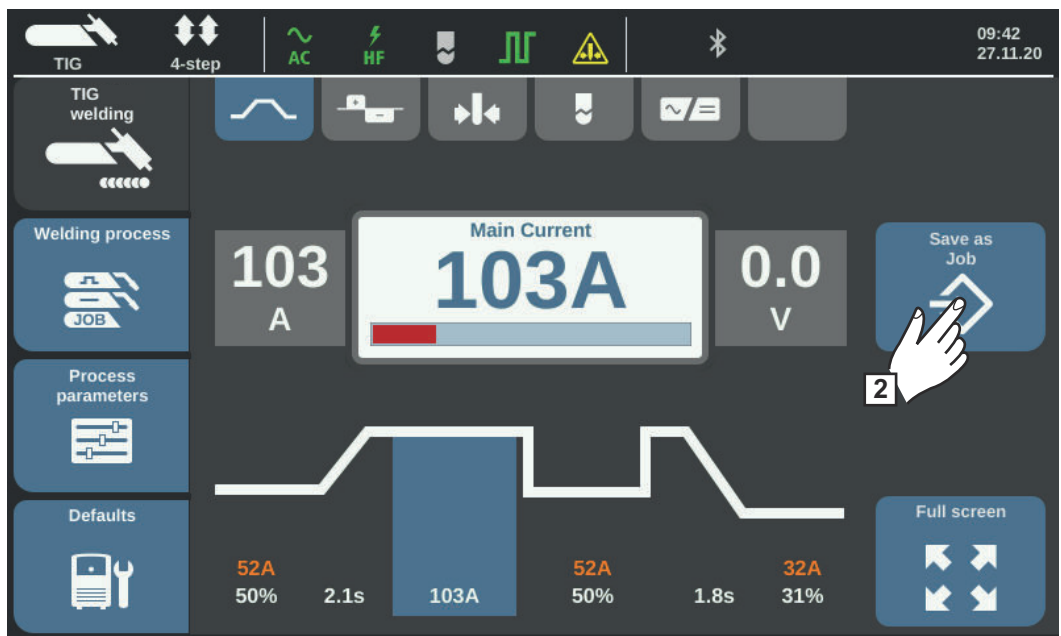 TIG
4-step
AC
HF
09:42
27.11.20
TIG
welding
Welding process
JOB
Process
parameters
Defaults
103
A
Main Current
103A
0.0
V
Save as
Job
2
52A
50%
2.1s
103A
52A
50%
1.8s
32A
31%
Full screen